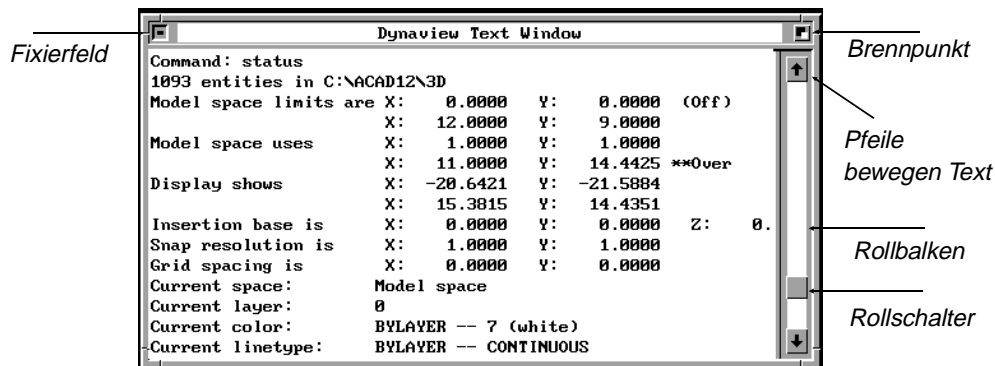 Dynaview Text Window
Fixierfeld
Brennpunkt
Command: status
1093 entities in C:\ACAD12\3D
Model space limits are X: 0.0000 Y: 0.0000 (Off)
X: 12.0000 Y: 9.0000
Model space uses X: 1.0000 Y: 1.0000
X: 11.0000 Y: 14.4425 **Over
Display shows X: -20.6421 Y: -21.5884
X: 15.3815 Y: 14.4351
Insertion base is X: 0.0000 Y: 0.0000 Z: 0.
Snap resolution is X: 1.0000 Y: 1.0000
Grid spacing is X: 0.0000 Y: 0.0000
Current space: Model space
Current layer: 0
Current color: BYLAYER -- 7 (white)
Current linetype: BYLAYER -- CONTINUOUS
Pfeile
bewegen Text
Rollbalken
Rollschalter